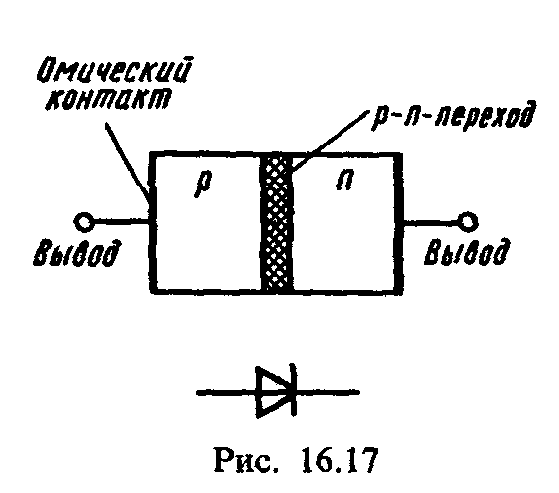 Омический
контакт
р-п-переход
р
п
Вывод
Вывод
Рис. 16.17